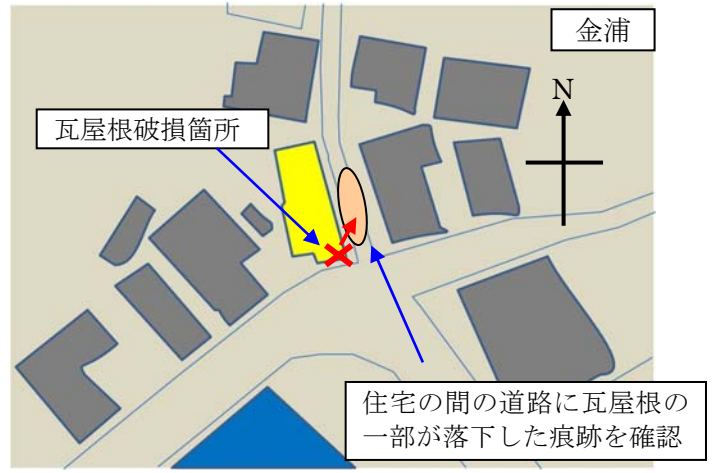 金浦
N
瓦屋根破損箇所
住宅の間の道路に瓦屋根の
一部が落下した痕跡を確認